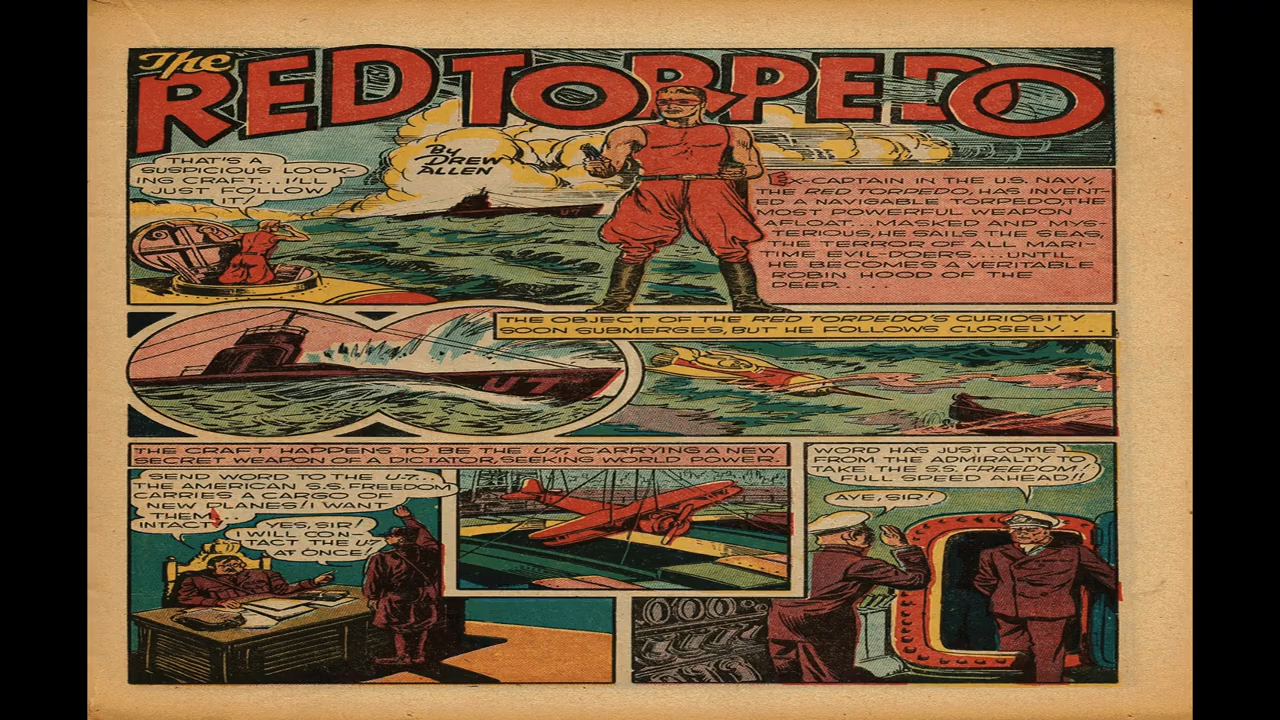 The
RED TORPEDO
By
DREW
ALLEN
THAT'S A
SUSPICIOUS LOOK-
ING CRAFT... I'LL
JUST FOLLOW
IT!
U7
EX-CAPTAIN IN THE U.S. NAVY,
THE RED TORPEDO, HAS INVENT-
ED A NAVIGABLE TORPEDO, THE
MOST POWERFUL WEAPON
AFLOAT... MASKED AND MYS-
TERIOUS, HE SAILS THE SEAS,
THE TERROR OF ALL MARI-
TIME EVIL-DOERS.... UNTIL
HE BECOMES A VERITABLE
ROBIN HOOD OF THE
DEEP.....
THE OBJECT OF THE RED TORPEDO'S CURIOSITY
SOON SUBMERGES, BUT HE FOLLOWS CLOSELY....
U7
THE CRAFT HAPPENS TO BE THE U-7, CARRYING A NEW
SECRET WEAPON OF A DICTATOR, SEEKING WORLD POWER
SEND WORD TO THE U-7...
THE AMERICAN S.S. FREEDOM
CARRIES A CARGO OF
NEW PLANES! I WANT
THEM...
INTACT!
YES, SIR!
I WILL CON-
TACT THE U7
AT ONCE!
WORD HAS JUST COME
FROM THE ADMIRALTY TO
TAKE THE S.S. FREEDOM!
FULL SPEED AHEAD!!
AYE, SIR!